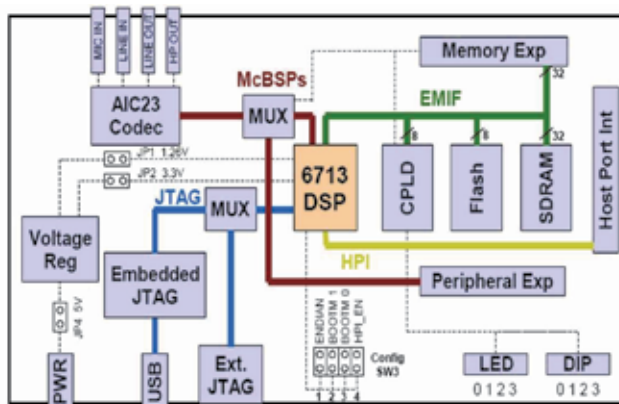 MIC IN
LINE IN
LINE OUT
HP OUT
AIC23
Codec
McBSPs
MUX
Memory Exp
32
EMIF
8
8
32
Host Port Int
JP1 1.26V
JP2 3.3V
6713
DSP
CPLD
Flash
SDRAM
JTAG
MUX
Voltage
Reg
HPI
Embedded
JTAG
Peripheral Exp
JP4 5V
ENDIAN
BOOTM 1
BOOTM 0
HPI_EN
Config
SW3
1 2 3 4
PWR
USB
Ext.
JTAG
LED
DIP
0 1 2 3
0 1 2 3